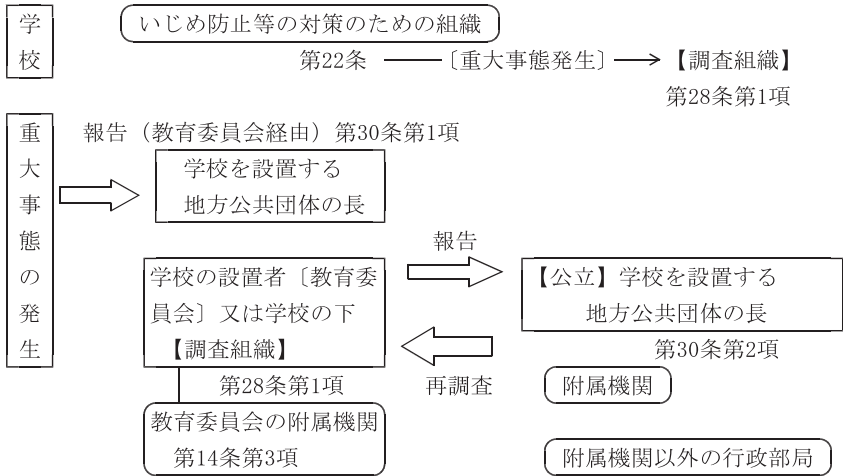 学校
いじめ防止等の対策のための組織
第22条 〔重大事態発生〕 【調査組織】
第28条第1項
重大事態の発生
報告（教育委員会経由）第30条第1項
学校を設置する
地方公共団体の長
報告
学校の設置者〔教育委
員会〕又は学校の下
【調査組織】
第28条第1項
教育委員会の附属機関
第14条第3項
【公立】学校を設置する
地方公共団体の長
第30条第2項
再調査
附属機関
附属機関以外の行政部局